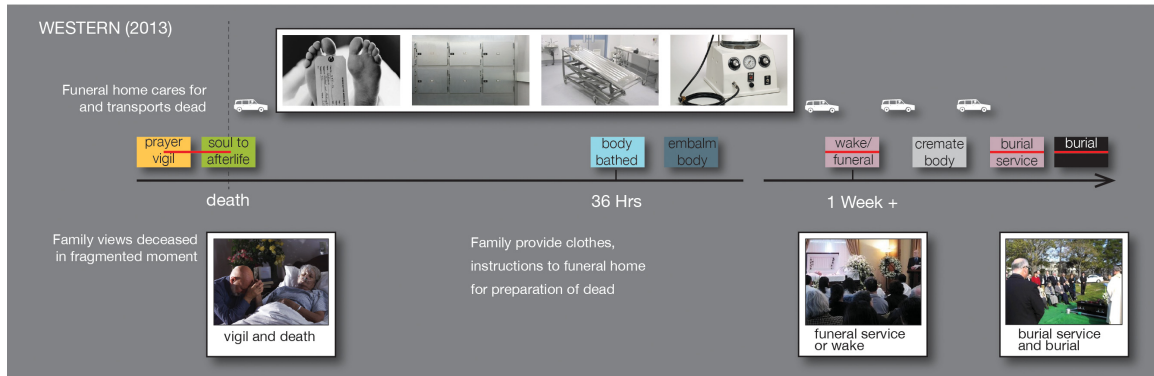 WESTERN (2013)
Funeral home cares for
and transports dead
prayer
vigil
soul to
afterlife
body
bathed
embalm
body
wake/
funeral
cremate
body
burial
service
burial
death
36 Hrs
1 Week +
Family views deceased
in fragmented moment
Family provide clothes,
instructions to funeral home
for preparation of dead
vigil and death
funeral service
or wake
burial service
and burial